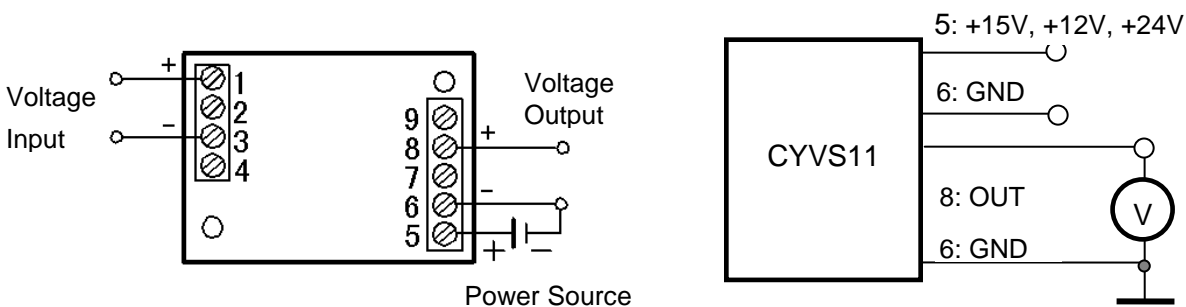 Voltage
Input
+
−
1
2
3
4
9
8
7
6
5
+
−
Voltage
Output
+
−
Power Source
CYVS11
5: +15V, +12V, +24V
6: GND
8: OUT
6: GND
V